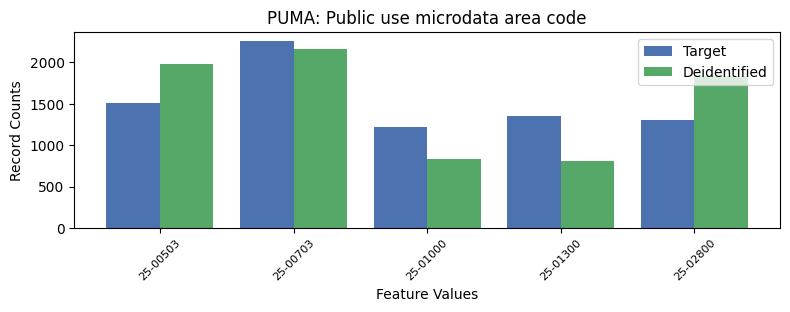 PUMA: Public use microdata area code
Target
Deidentified
Record Counts
2000
1500
1000
500
0
25-00503
25-00703
25-01000
25-01300
25-02800
Feature Values